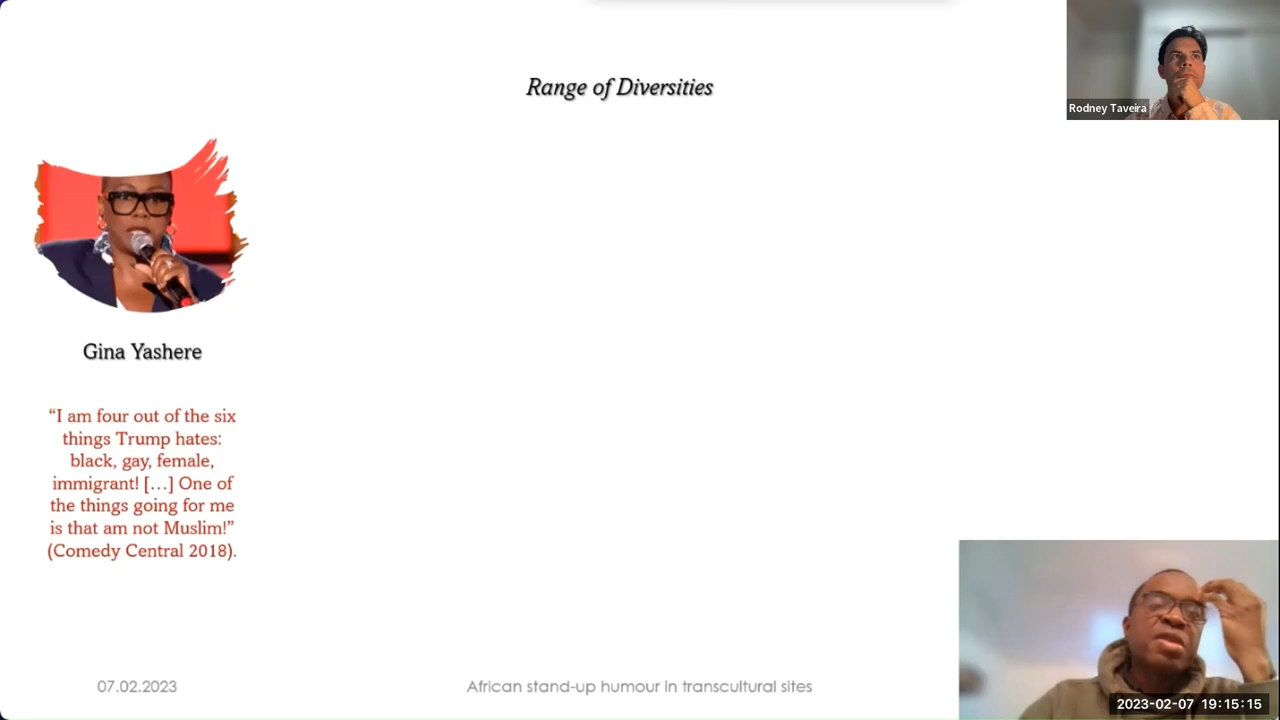 Range of Diversities
Rodney Taveira
Gina Yashere
“I am four out of the six
things Trump hates:
black, gay, female,
immigrant! […] One of
the things going for me
is that am not Muslim!”
(Comedy Central 2018).
07.02.2023
African stand-up humour in transcultural sites
2023-02-07 19:15:15